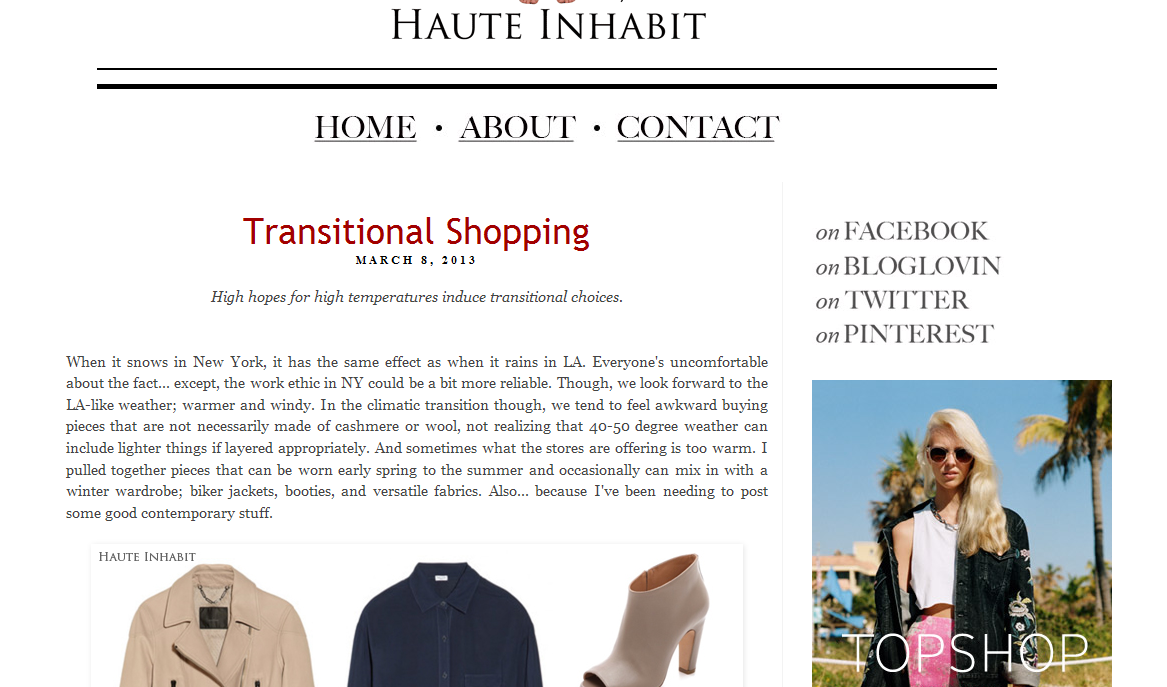 HAUTE INHABIT
HOME • ABOUT • CONTACT
Transitional Shopping
MARCH 8, 2013
High hopes for high temperatures induce transitional choices.
When it snows in New York, it has the same effect as when it rains in LA. Everyone's uncomfortable
about the fact... except, the work ethic in NY could be a bit more reliable. Though, we look forward to the
LA-like weather; warmer and windy. In the climatic transition though, we tend to feel awkward buying
pieces that are not necessarily made of cashmere or wool, not realizing that 40-50 degree weather can
include lighter things if layered appropriately. And sometimes what the stores are offering is too warm. I
pulled together pieces that can be worn early spring to the summer and occasionally can mix in with a
winter wardrobe; biker jackets, booties, and versatile fabrics. Also... because I've been needing to post
some good contemporary stuff.
HAUTE INHABIT
on FACEBOOK
on BLOGLOVIN
on TWITTER
on PINTEREST
TOPSHOP